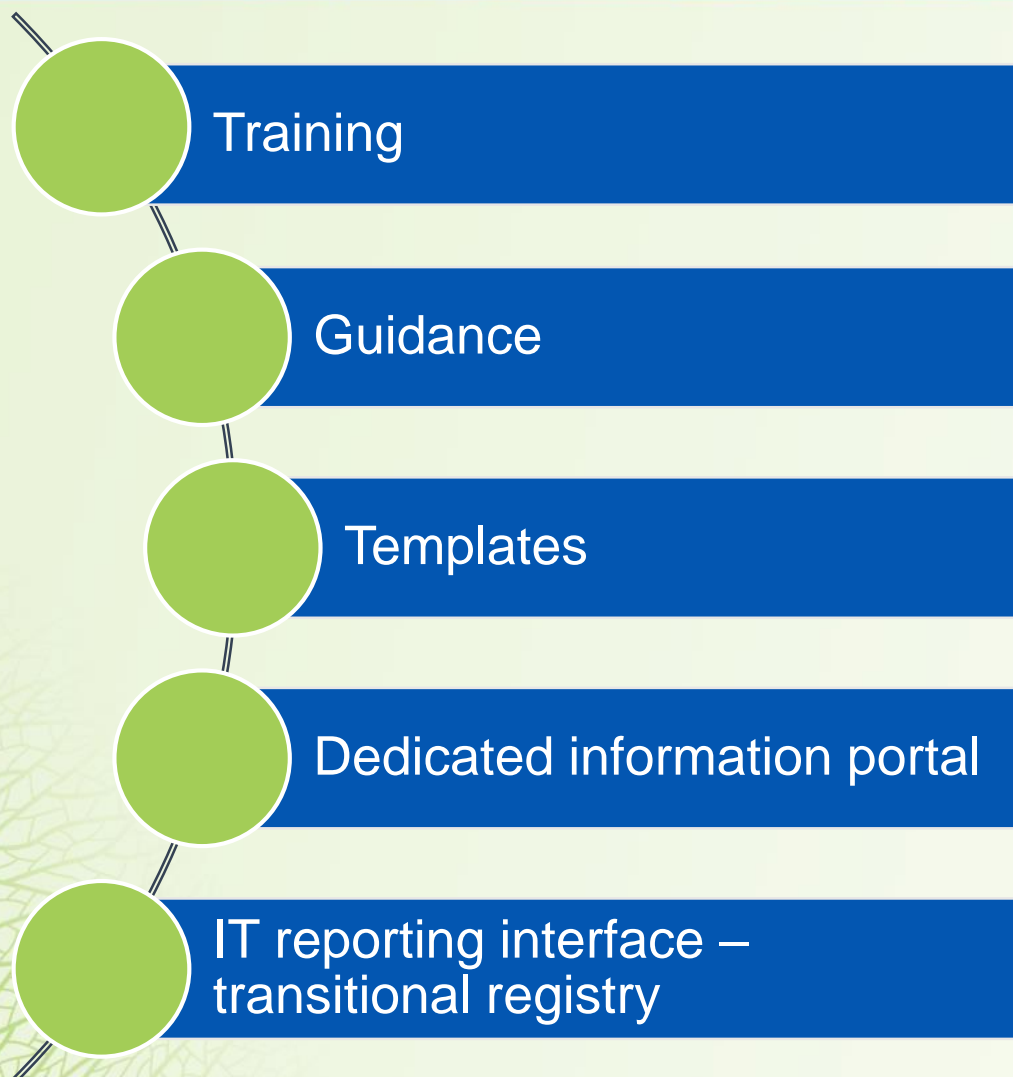 Training
Guidance
Templates
Dedicated information portal
IT reporting interface –
transitional registry